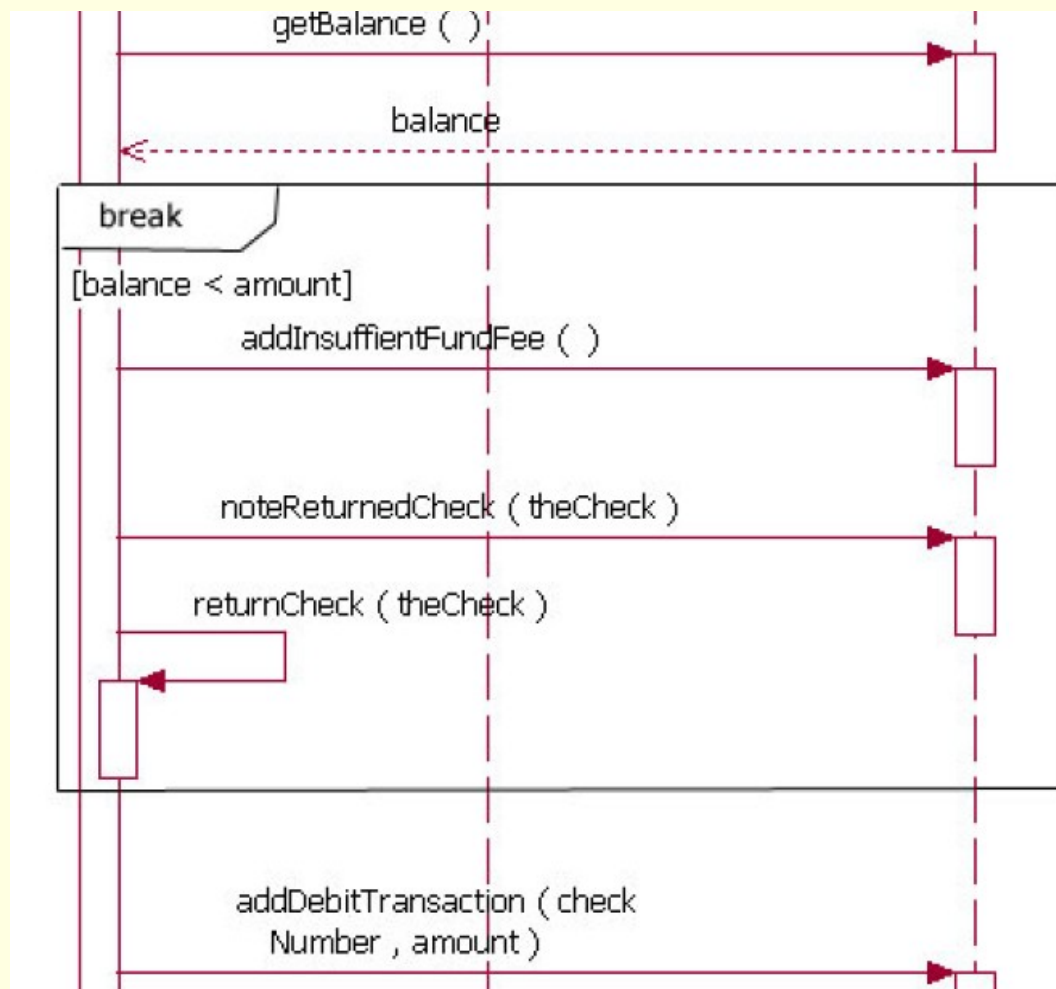 getBalance ( )
balance
break
[balance < amount]
addInsuffientFundFee ( )
noteReturnedCheck ( theCheck )
returnCheck ( theCheck )
addDebitTransaction ( check
Number , amount )